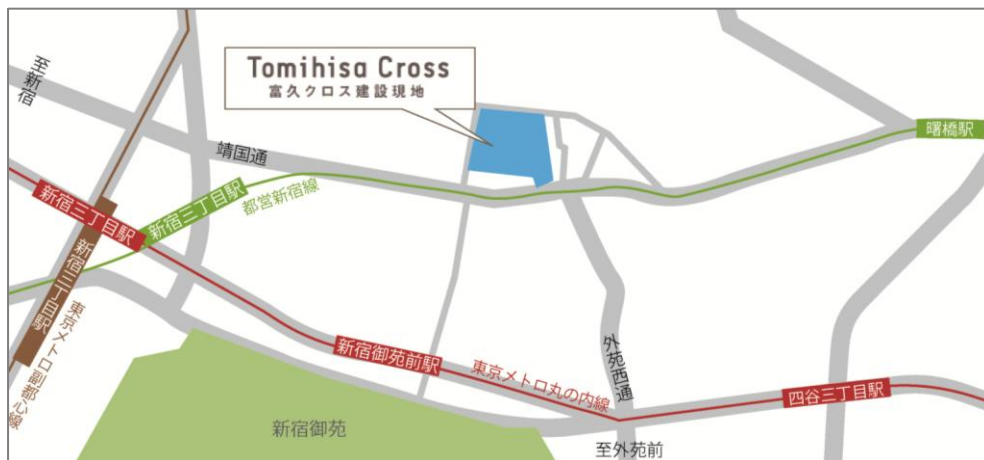 Tomihisa Cross
富久クロス建設現地
至新宿
靖国通
曙橋駅
新宿三丁目駅
新宿三丁目駅
都営新宿線
新宿三丁目駅
東京メトロ副都心線
新宿御苑前駅
東京メトロ丸の内線
外苑西通
四谷三丁目駅
新宿御苑
至外苑前